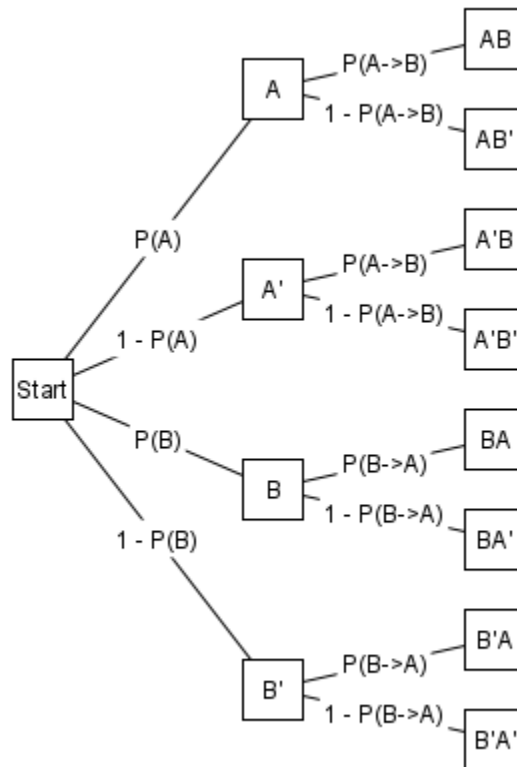 AB
P(A->B)
A
1 - P(A->B)
AB'
P(A)
A'B
P(A->B)
A'
1 - P(A->B)
A'B'
1 - P(A)
Start
P(B)
BA
P(B->A)
B
1 - P(B->A)
BA'
1 - P(B)
B'A
P(B->A)
B'
1 - P(B->A)
B'A'